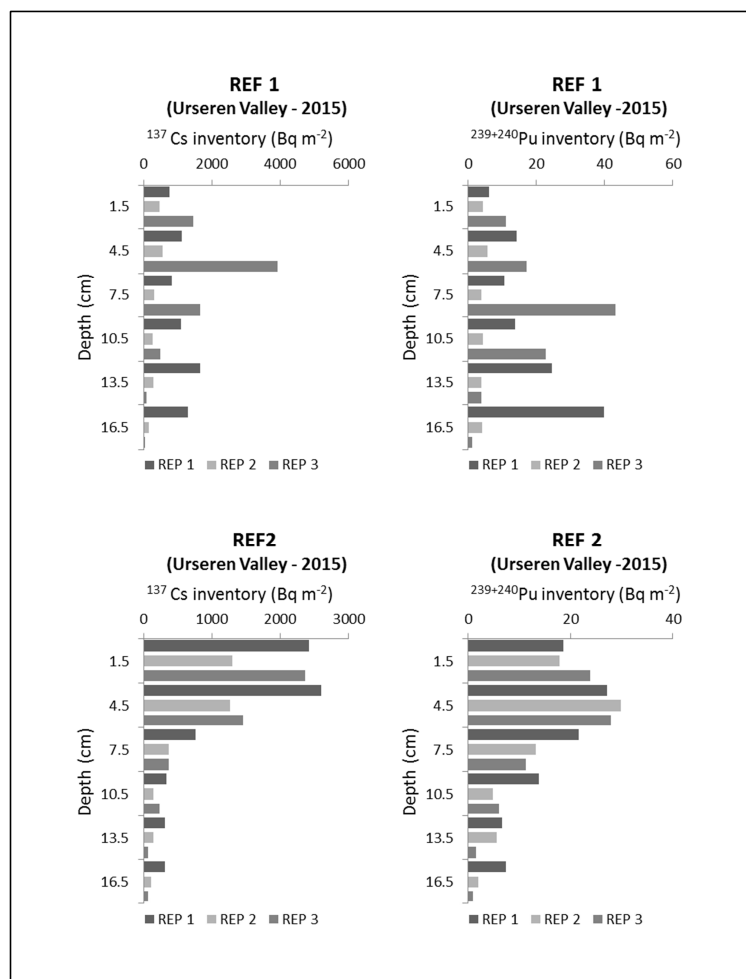 REF 1
(Urseren Valley - 2015)
¹³⁷ Cs inventory (Bq m⁻²)
0 2000 4000 6000
Depth (cm)
1.5
4.5
7.5
10.5
13.5
16.5
REP 1 REP 2 REP 3
REF 1
(Urseren Valley -2015)
²³⁹⁺²⁴⁰Pu inventory (Bq m⁻²)
0 20 40 60
Depth (cm)
1.5
4.5
7.5
10.5
13.5
16.5
REP 1 REP 2 REP 3
REF2
(Urseren Valley - 2015)
¹³⁷ Cs inventory (Bq m⁻²)
0 1000 2000 3000
Depth (cm)
1.5
4.5
7.5
10.5
13.5
16.5
REP 1 REP 2 REP 3
REF 2
(Urseren Valley -2015)
²³⁹⁺²⁴⁰Pu inventory (Bq m⁻²)
0 20 40
Depth (cm)
1.5
4.5
7.5
10.5
13.5
16.5
REP 1 REP 2 REP 3